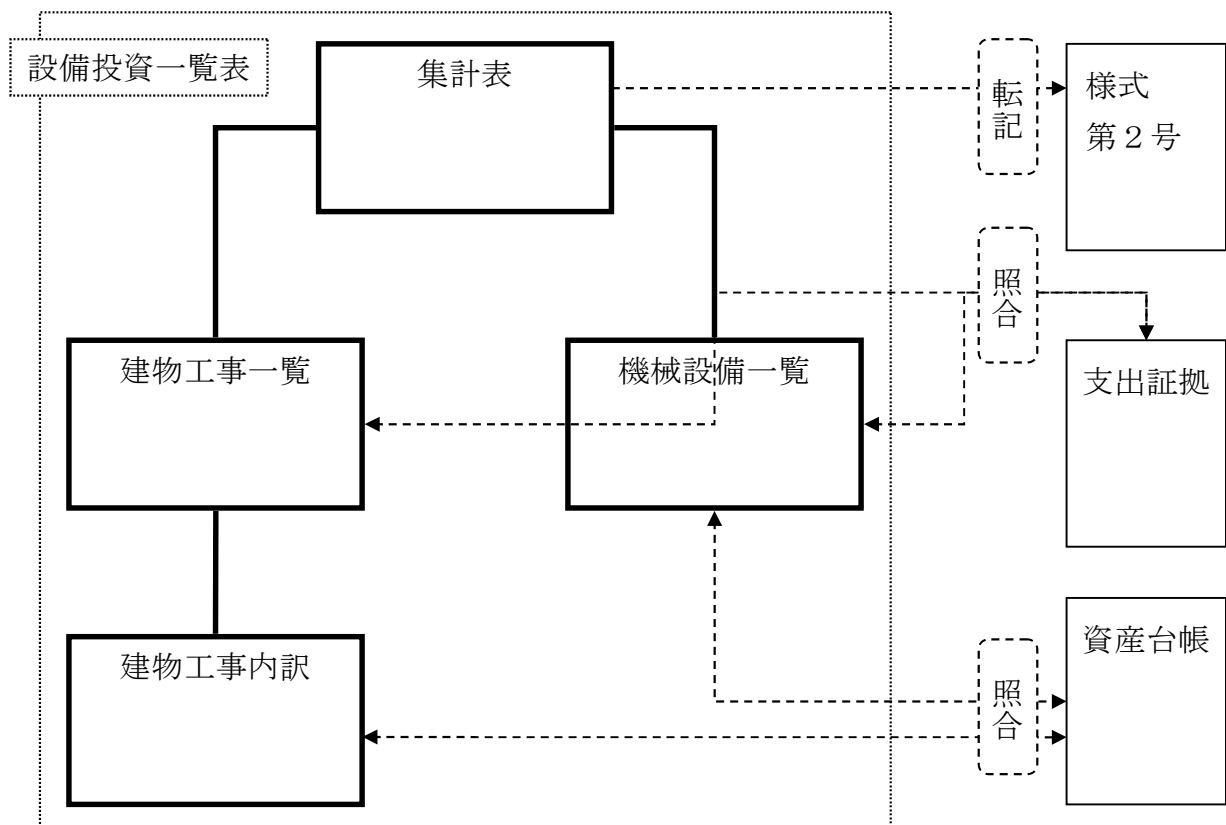 設備投資一覧表
集計表
転記
様式
第２号
照合
建物工事一覧
機械設備一覧
支出証拠
建物工事内訳
照合
資産台帳